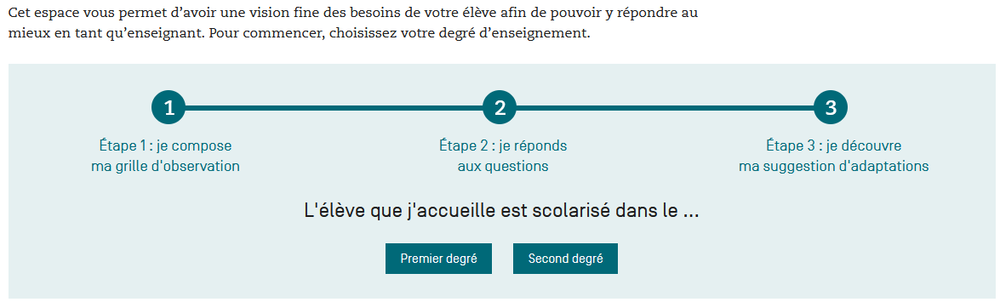 Cet espace vous permet d’avoir une vision fine des besoins de votre élève afin de pouvoir y répondre au
mieux en tant qu’enseignant. Pour commencer, choisissez votre degré d’enseignement.
1
2
3
Étape 1 : je compose
ma grille d'observation
Étape 2 : je réponds
aux questions
Étape 3 : je découvre
ma suggestion d'adaptations
L'élève que j'accueille est scolarisé dans le ...
Premier degré
Second degré